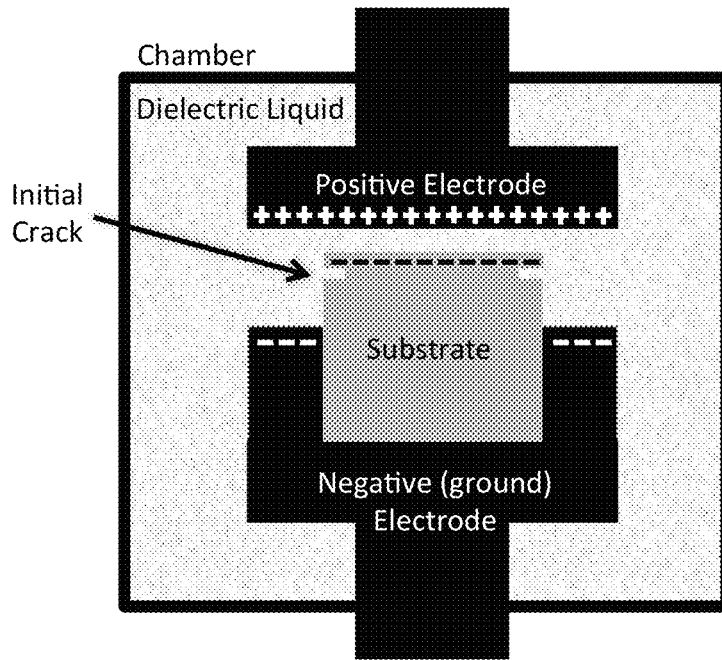 Chamber
Dielectric Liquid
Positive Electrode
+++++++++++++++
Initial
Crack
Substrate
Negative (ground)
Electrode